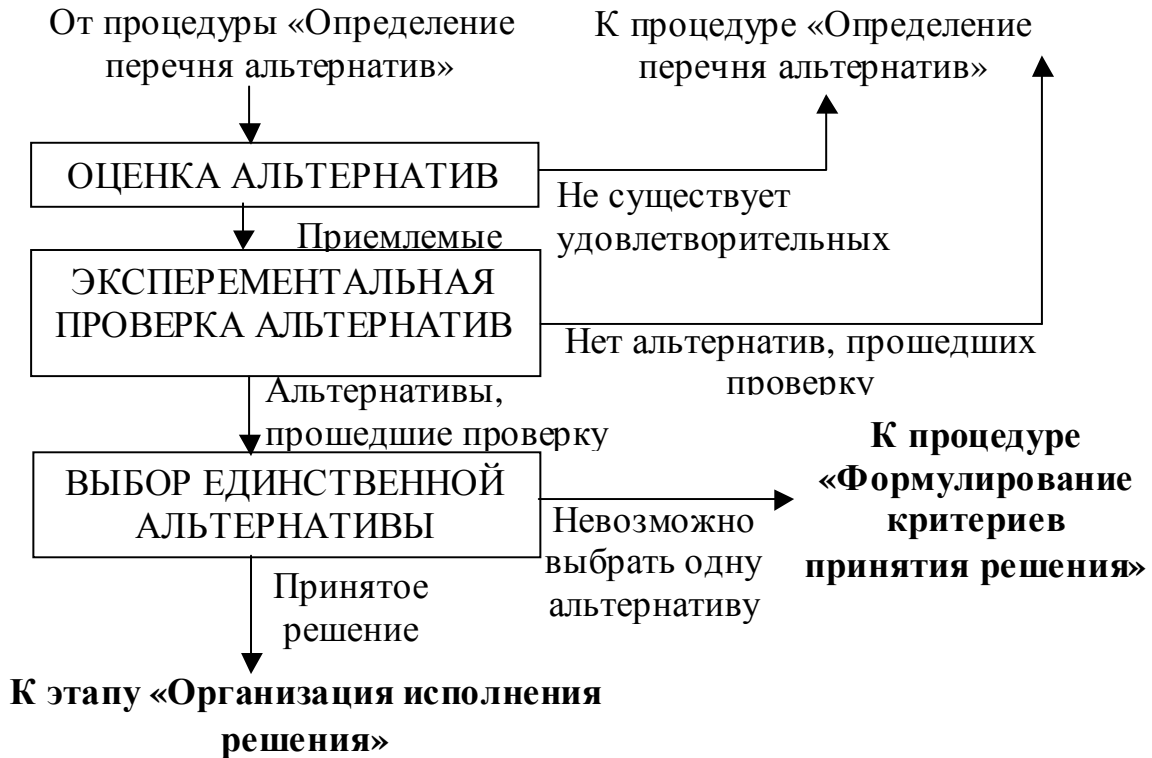 От процедуры «Определение
перечня альтернатив»
К процедуре «Определение
перечня альтернатив»
ОЦЕНКА АЛЬТЕРНАТИВ
Не существует
удовлетворительных
Приемлемые
ЭКСПЕРЕМЕНТАЛЬНАЯ
ПРОВЕРКА АЛЬТЕРНАТИВ
Нет альтернатив, прошедших
проверку
Альтернативы,
прошедшие проверку
К процедуре
«Формулирование
критериев
принятия решения»
ВЫБОР ЕДИНСТВЕННОЙ
АЛЬТЕРНАТИВЫ
Невозможно
выбрать одну
альтернативу
Принятое
решение
К этапу «Организация исполнения
решения»